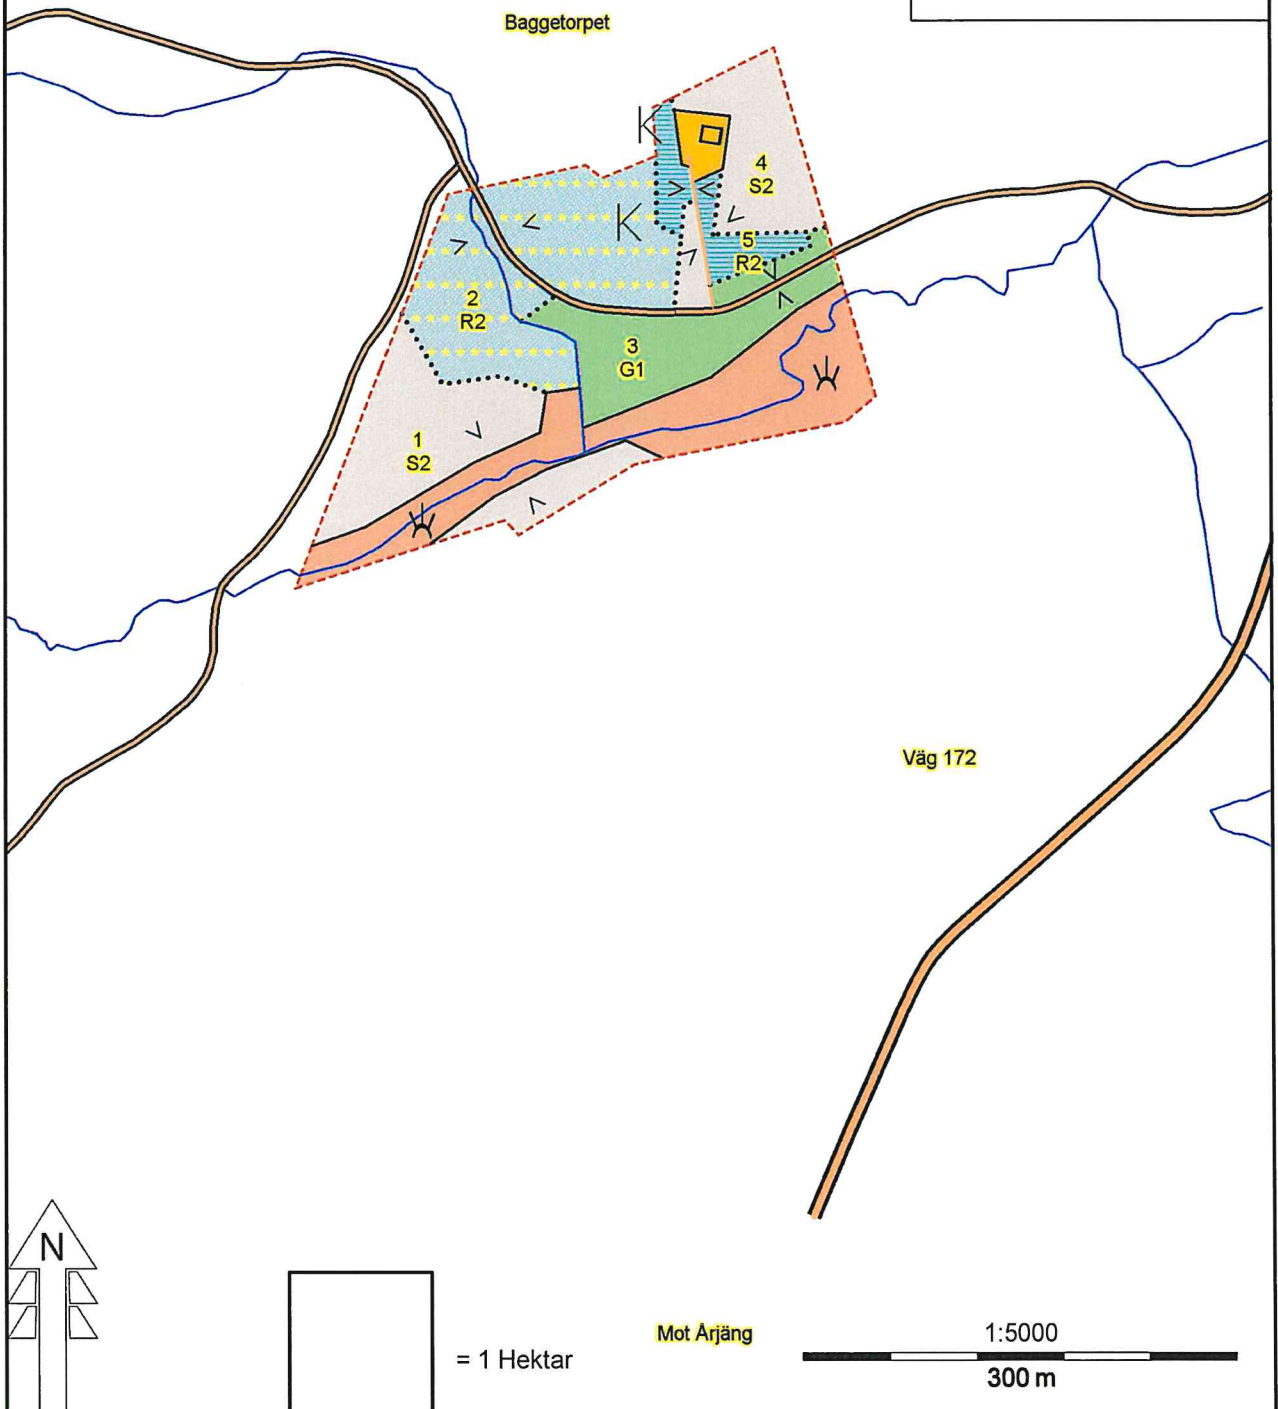 Baggetorpet
K
4
S2
K
5
R2
2
R2
3
G1
1
S2
Väg 172
N
Mot Årjäng
1:5000
= 1 Hektar
300 m